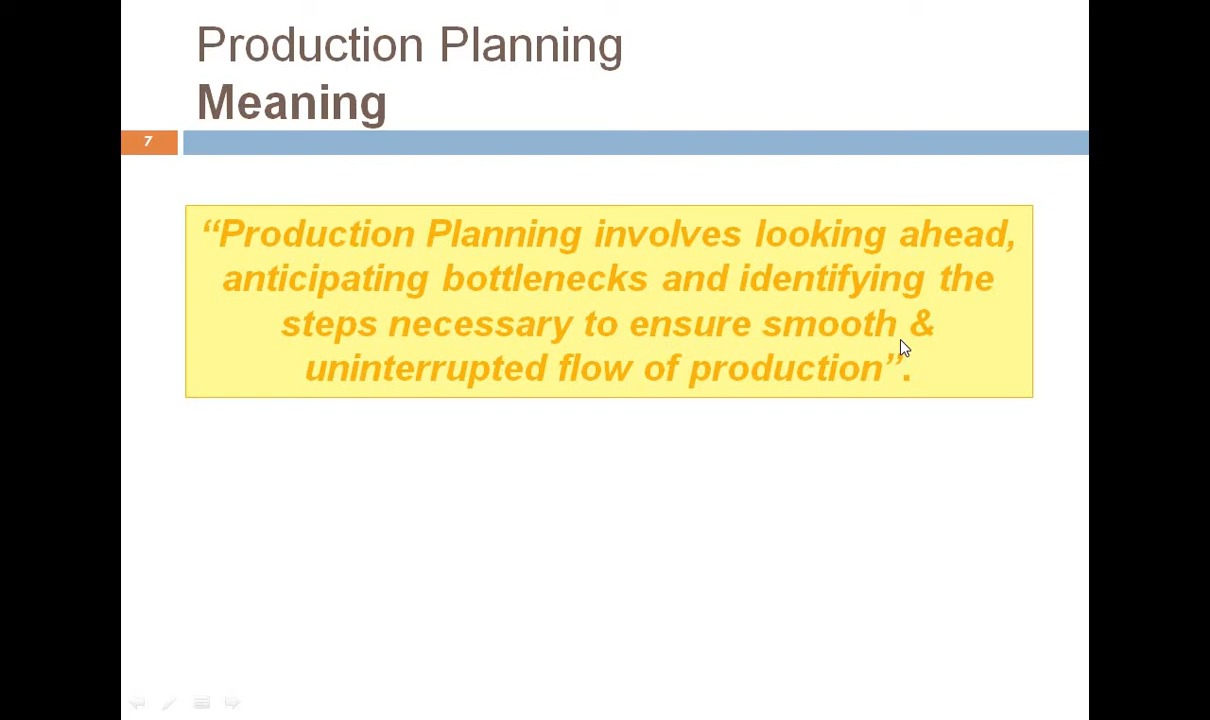 Production Planning
Meaning
7
“Production Planning involves looking ahead,
anticipating bottlenecks and identifying the
steps necessary to ensure smooth &
uninterrupted flow of production”.